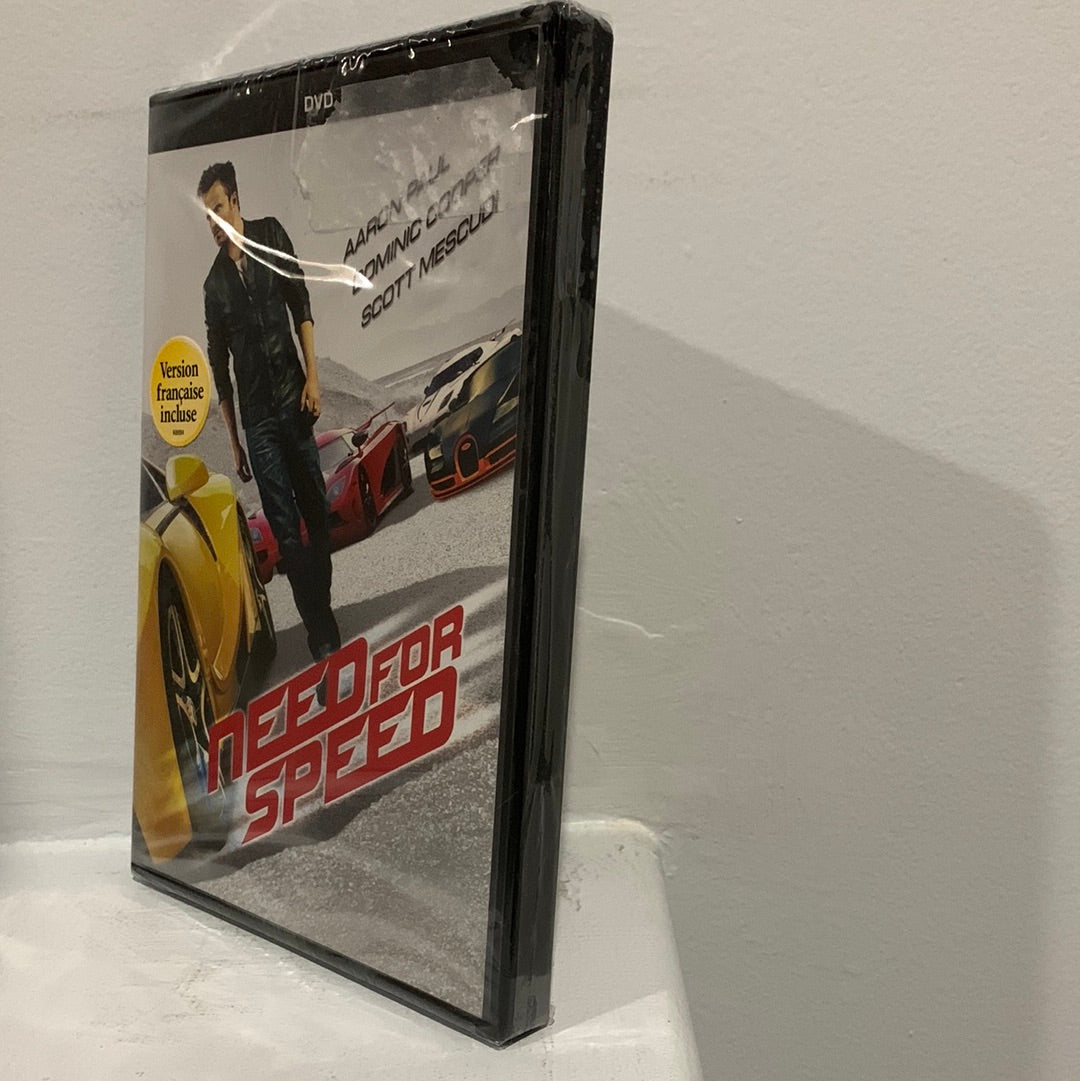 DVD
AARON PAUL
DOMINIC COOPER
SCOTT MESCUDI
Version
française
incluse
NEED FOR
SPEED